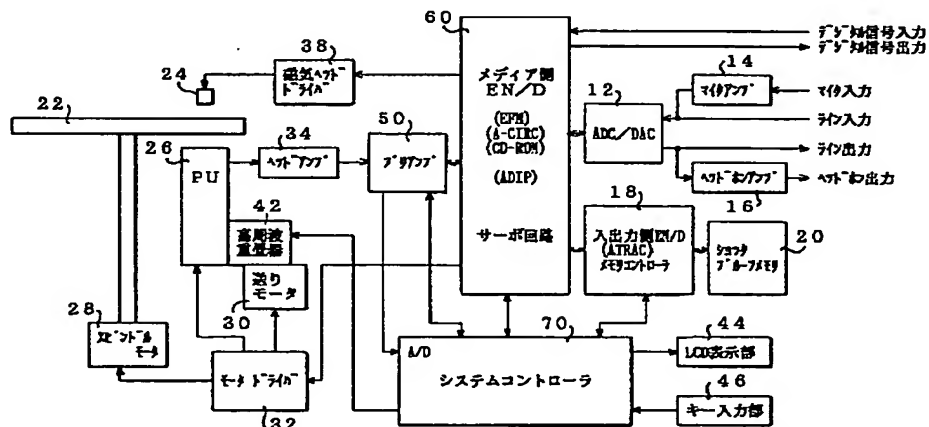 60
デジタル信号入力
デジタル信号出力
38
磁気ヘッド
ドライバ
24
メディア側
EN/D
(EFM)
(A-CIRC)
(CD-ROM)
(ADIP)
サーボ回路
14
マイクアンプ
マイク入力
12
ADC/DAC
ライン入力
ライン出力
ヘッドホンアンプ
ヘッドホン出力
16
22
26
PU
34
ヘッドアンプ
50
プリアンプ
42
高周波
重畳器
18
入出力側EN/D
(ATRAC)
メモリコントローラ
20
ショック
プルーフメモリ
送り
モータ
30
28
スピンドル
モータ
モータ ドライバ
32
70
A/D
システムコントローラ
44
LCD表示部
46
キー入力部